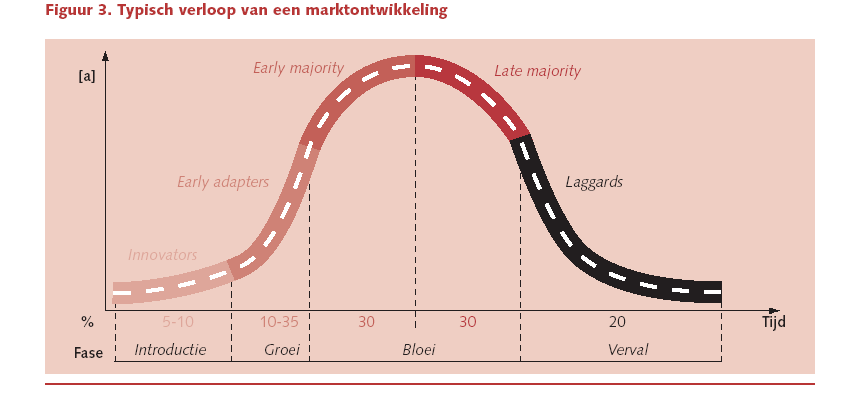 Figuur 3. Typisch verloop van een marktontwikkeling
[a]
Early majority
Late majority
Early adapters
Laggards
Innovators
% 5-10 10-35 30 30 20 Tijd
Fase Introductie Groei Bloei Verval